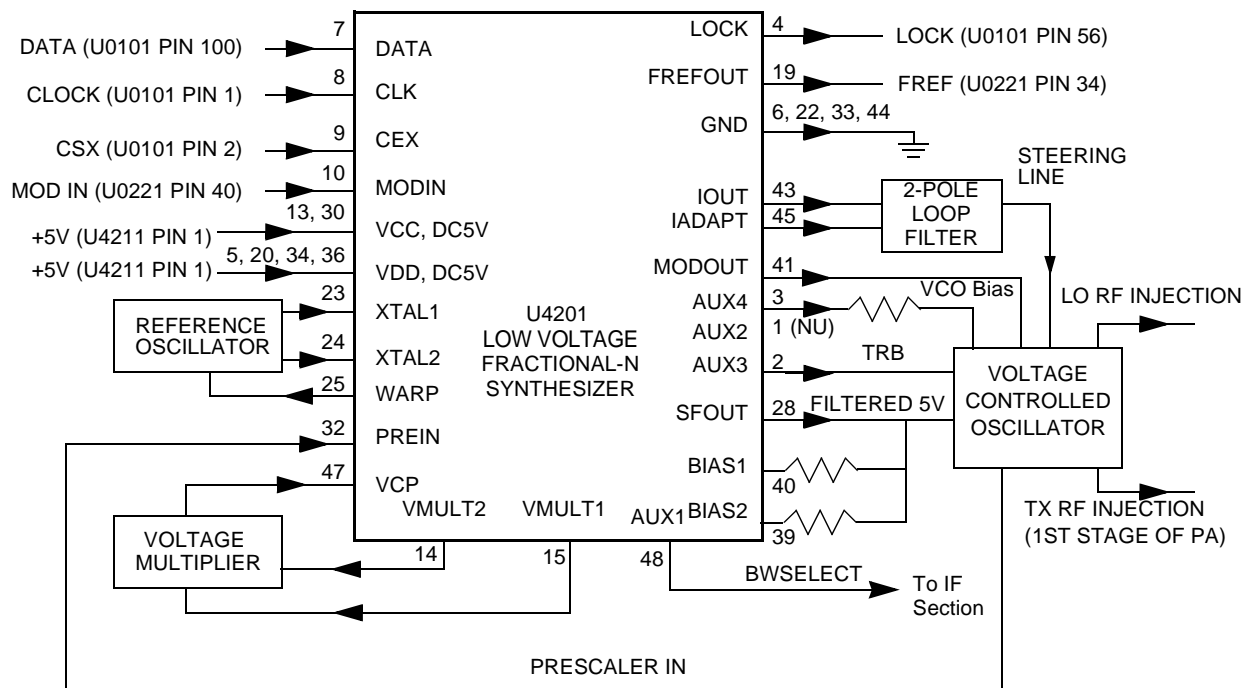 DATA (U0101 PIN 100)
7
DATA
CLOCK (U0101 PIN 1)
8
CLK
CSX (U0101 PIN 2)
9
CEX
MOD IN (U0221 PIN 40)
10
MODIN
+5V (U4211 PIN 1)
13, 30
VCC, DC5V
+5V (U4211 PIN 1)
5, 20, 34, 36
VDD, DC5V
REFERENCE
OSCILLATOR
23
XTAL1
24
XTAL2
25
WARP
32
PREIN
47
VCP
VOLTAGE
MULTIPLIER
VMULT2
14
VMULT1
15
AUX1
48
BWSELECT
To IF
Section
U4201
LOW VOLTAGE
FRACTIONAL-N
SYNTHESIZER
LOCK
4
LOCK (U0101 PIN 56)
FREFOUT
19
FREF (U0221 PIN 34)
GND
6, 22, 33, 44
IOUT
43
IADAPT
45
2-POLE
LOOP
FILTER
STEERING
LINE
MODOUT
41
AUX4
3
VCO Bias
AUX2
1 (NU)
AUX3
2
TRB
SFOUT
28
FILTERED 5V
BIAS1
40
BIAS2
39
LO RF INJECTION
VOLTAGE
CONTROLLED
OSCILLATOR
TX RF INJECTION
(1ST STAGE OF PA)
PRESCALER IN